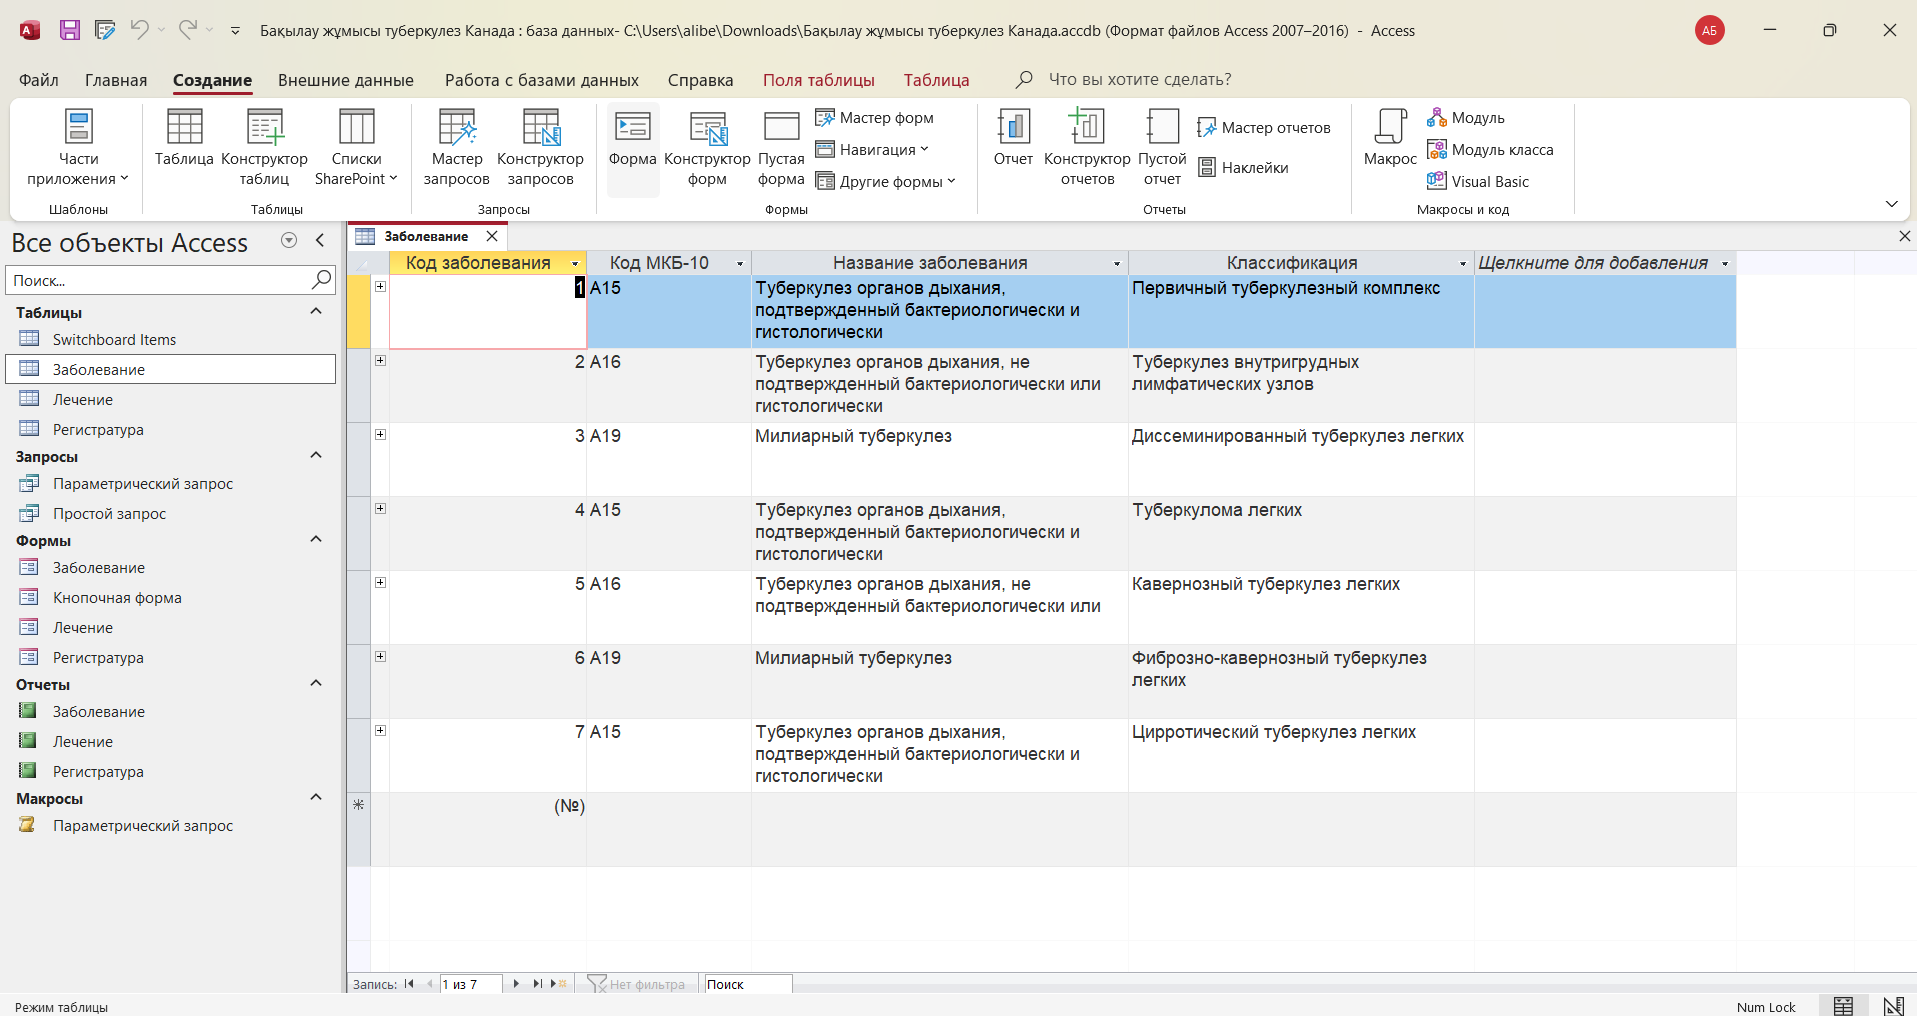 Бақылау жұмысы туберкулез Канада : база данных- C:\Users\alibe\Downloads\Бақылау жұмысы туберкулез Канада.accdb (Формат файлов Access 2007–2016) - Access
АБ
Файл Главная Создание Внешние данные Работа с базами данных Справка Поля таблицы Таблица Что вы хотите сделать?
Части приложения
Таблица
Конструктор таблиц
Списки SharePoint
Мастер запросов
Конструктор запросов
Форма
Конструктор форм
Пустая форма
Мастер форм
Навигация
Другие формы
Отчет
Конструктор отчетов
Пустой отчет
Мастер отчетов
Наклейки
Макрос
Модуль
Модуль класса
Visual Basic
Шаблоны Таблицы Запросы Формы Отчеты Макросы и код
Все объекты Access
Поиск...
Таблицы
Switchboard Items
Заболевание
Лечение
Регистратура
Запросы
Параметрический запрос
Простой запрос
Формы
Заболевание
Кнопочная форма
Лечение
Регистратура
Отчеты
Заболевание
Лечение
Регистратура
Макросы
Параметрический запрос
Заболевание
Код заболевания Код МКБ-10 Название заболевания Классификация Щелкните для добавления
1 A15 Туберкулез органов дыхания, Первичный туберкулезный комплекс
подтвержденный бактериологически и
гистологически
2 A16 Туберкулез органов дыхания, не Туберкулез внутригрудных
подтвержденный бактериологически или лимфатических узлов
гистологически
3 A19 Милиарный туберкулез Диссеминированный туберкулез легких
4 A15 Туберкулез органов дыхания, Туберкулома легких
подтвержденный бактериологически и
гистологически
5 A16 Туберкулез органов дыхания, не Кавернозный туберкулез легких
подтвержденный бактериологически или
6 A19 Милиарный туберкулез Фиброзно-кавернозный туберкулез
легких
7 A15 Туберкулез органов дыхания, Цирротический туберкулез легких
подтвержденный бактериологически и
гистологически
(№)
Запись: 1 из 7 Нет фильтра Поиск
Режим таблицы Num Lock